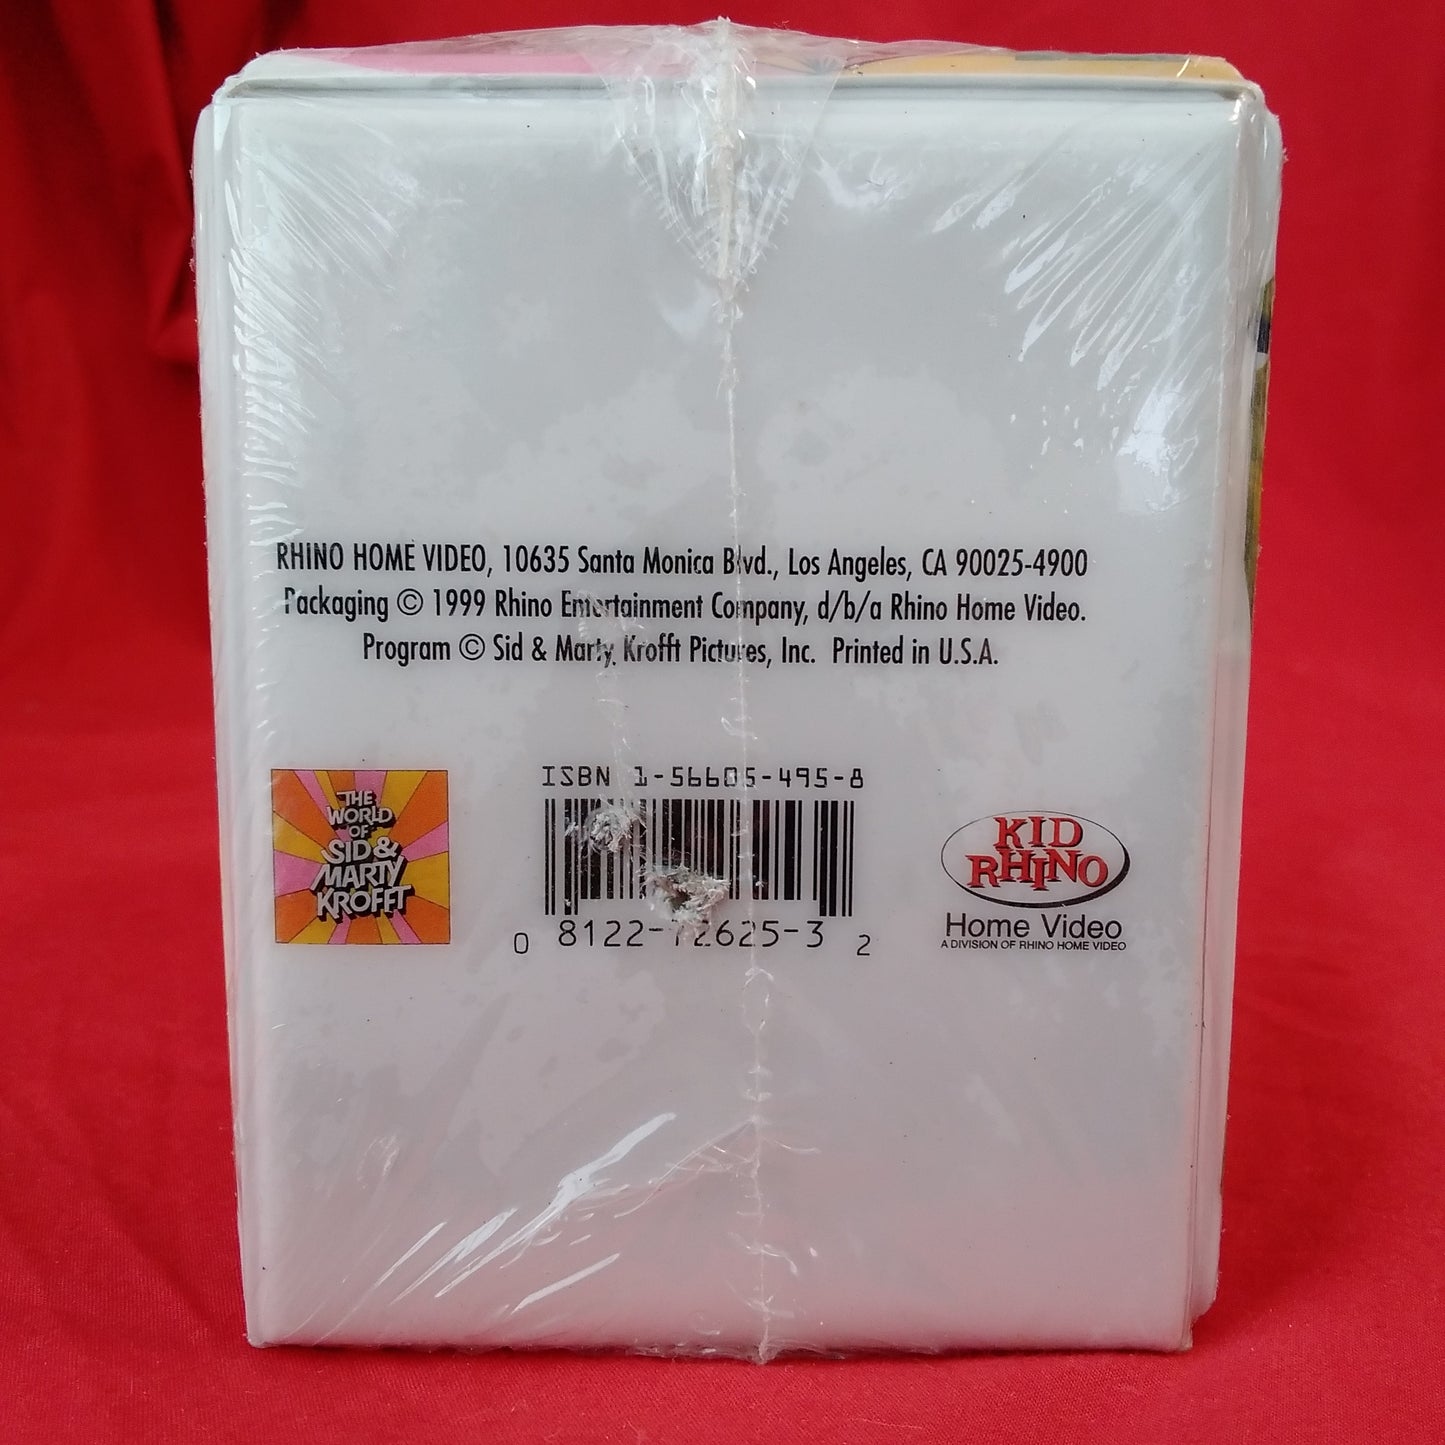 RHINO HOME VIDEO, 10635 Santa Monica Blvd., Los Angeles, CA 90025-4900
Packaging © 1999 Rhino Entertainment Company, d/b/a Rhino Home Video.
Program © Sid & Marty Krofft Pictures, Inc. Printed in U.S.A.
THE
WORLD
OF
SID &
MARTY
KROFFT
ISBN 1-56605-495-8
0 8122-72625-3 2
KID
RHINO
Home Video
A DIVISION OF RHINO HOME VIDEO